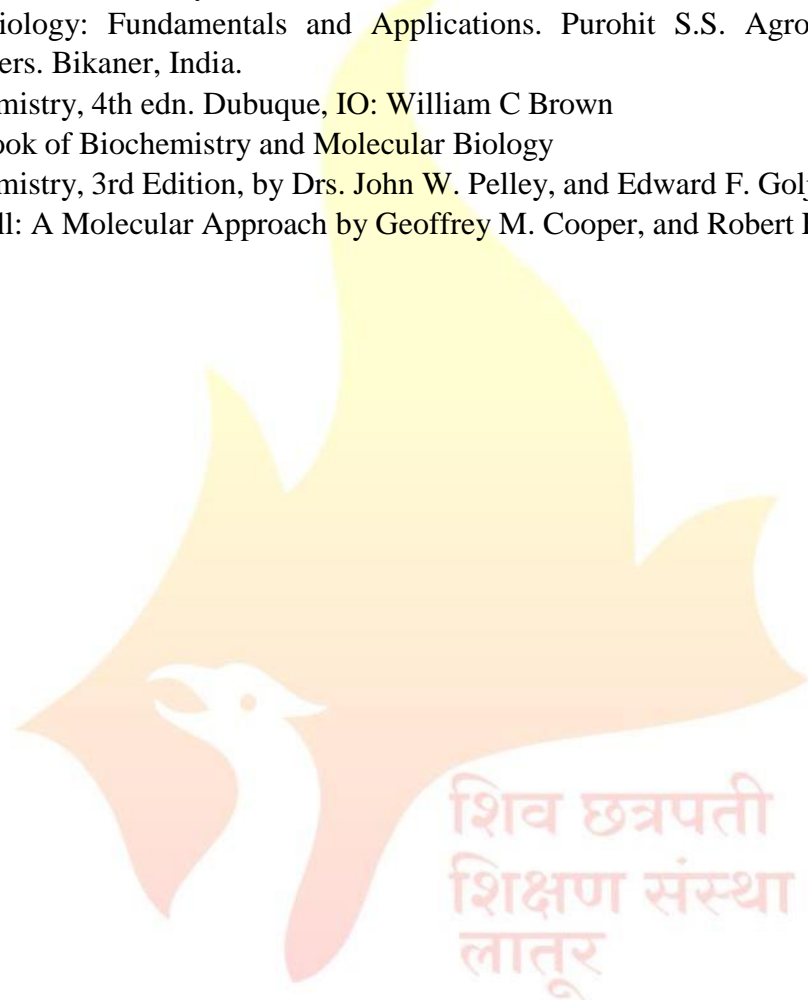 iology: Fundamentals and Applications. Purohit S.S. Agro
ers. Bikaner, India.
mistry, 4th edn. Dubuque, IO: William C Brown
ook of Biochemistry and Molecular Biology
mistry, 3rd Edition, by Drs. John W. Pelley, and Edward F. Golj
ll: A Molecular Approach by Geoffrey M. Cooper, and Robert
शिव छत्रपती
शिक्षण संस्था
लातूर